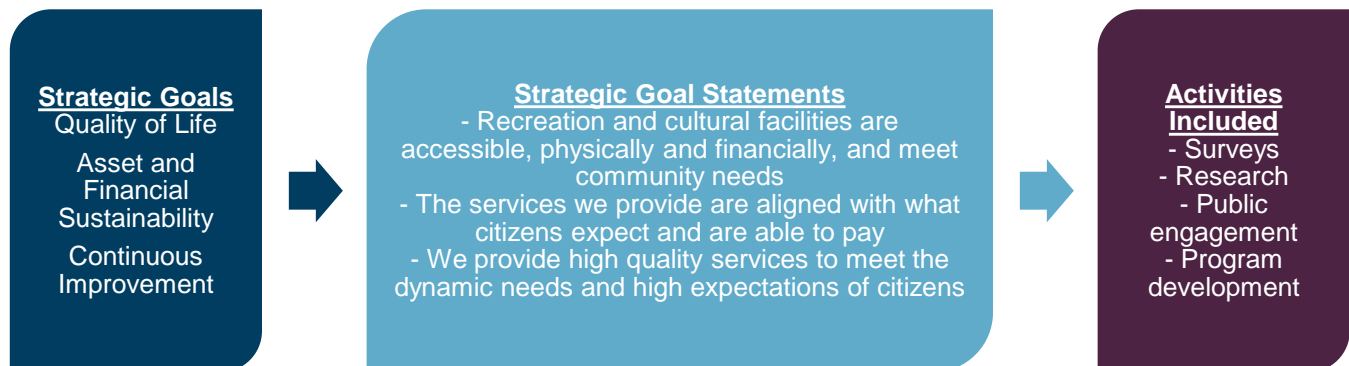 Strategic Goals
Quality of Life
Asset and
Financial
Sustainability
Continuous
Improvement
Strategic Goal Statements
- Recreation and cultural facilities are
accessible, physically and financially, and meet
community needs
- The services we provide are aligned with what
citizens expect and are able to pay
- We provide high quality services to meet the
dynamic needs and high expectations of citizens
Activities
Included
- Surveys
- Research
- Public
engagement
- Program
development